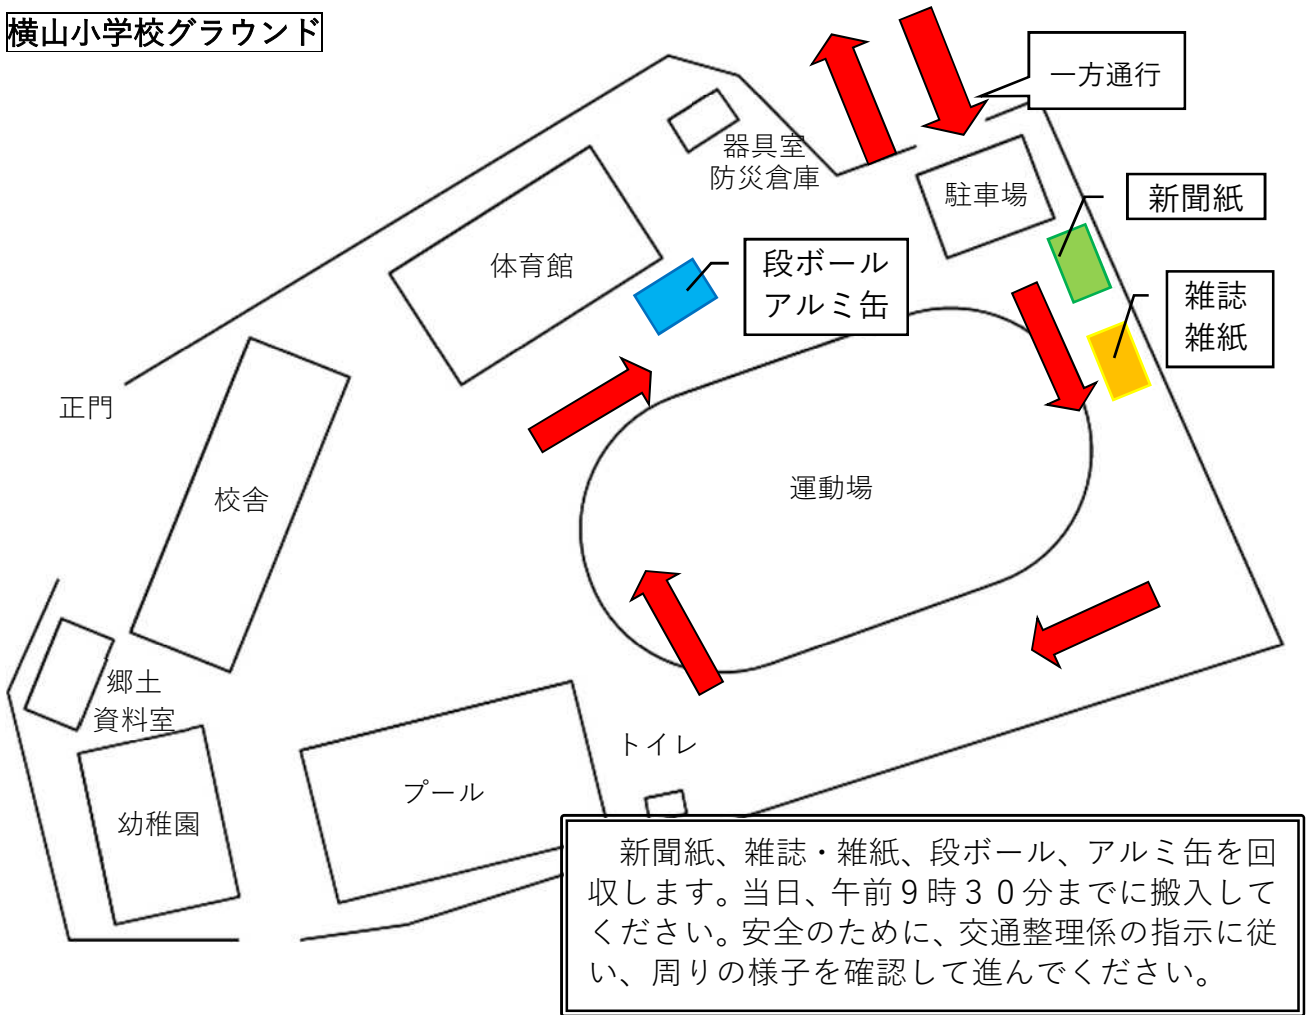 横山小学校グラウンド
一方通行
器具室
防災倉庫
駐車場
新聞紙
体育館
段ボール
アルミ缶
雑誌
雑紙
正門
校舎
運動場
郷土
資料室
トイレ
プール
幼稚園
新聞紙、雑誌・雑紙、段ボール、アルミ缶を回
収します。当日、午前９時３０分までに搬入して
ください。安全のために、交通整理係の指示に従
い、周りの様子を確認して進んでください。